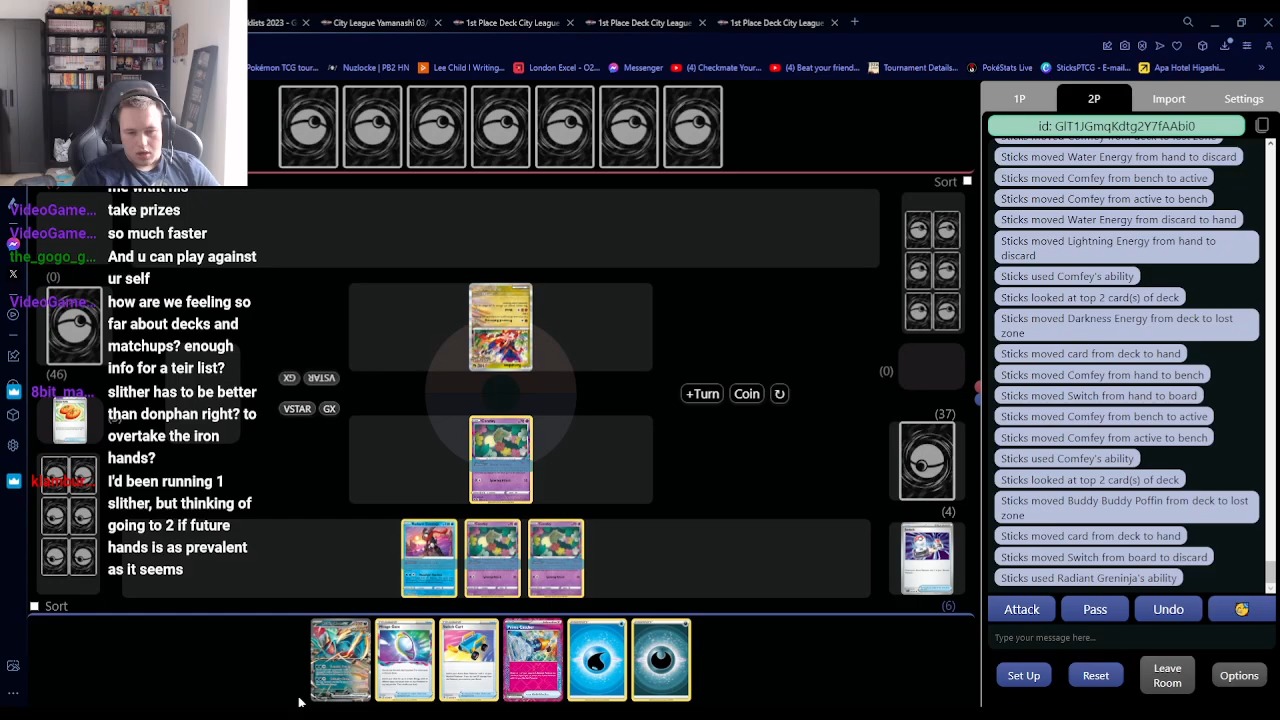 klists 2023 - G
City League Yamanashi 03/
1st Place Deck City League
1st Place Deck City League
1st Place Deck City League
Pokémon TCG tour...
Nuzlocke | PB2 HN
Lee Child I Writing...
London Excel - O2...
Messenger
(4) Checkmate Your...
(4) Beat your friend...
Tournament Details...
PokéStats Live
SticksPTCG - E-mail...
Apa Hotel Higashi...
1P
2P
Import
Settings
id: GlT1JGmqKdtg2Y7fAAbi0
Sticks moved Water Energy from hand to discard
Sticks moved Comfey from bench to active
Sticks moved Comfey from active to bench
Sticks moved Water Energy from discard to hand
Sticks moved Lightning Energy from hand to
discard
Sticks used Comfey's ability
Sticks looked at top 2 card(s) of deck
Sticks moved Darkness Energy from deck to lost
zone
Sticks moved card from deck to hand
Sticks moved Comfey from hand to bench
Sticks moved Switch from hand to board
Sticks moved Comfey from bench to active
Sticks moved Comfey from active to bench
Sticks used Comfey's ability
Sticks looked at top 2 card(s) of deck
Sticks moved Buddy Buddy Poffin from deck to lost
zone
Sticks moved card from deck to hand
Sticks moved Switch from board to discard
Sticks used Radiant Greninja's ability
Attack
Pass
Undo
Type your message here...
Set Up
Leave
Room
Options
VideoGame... take prizes
VideoGame... so much faster
the_gogo_g... And u can play against
ur self
VideoGame... how are we feeling so
far about decks and
matchups? enough
info for a teir list?
8bit_ma... slither has to be better
than donphan right? to
overtake the iron
hands?
klambur... I'd been running 1
slither, but thinking of
going to 2 if future
hands is as prevalent
as it seems
(0)
(46)
Sort
Sort
(0)
(37)
(4)
(6)
VSTAR
GX
VSTAR
GX
+Turn
Coin